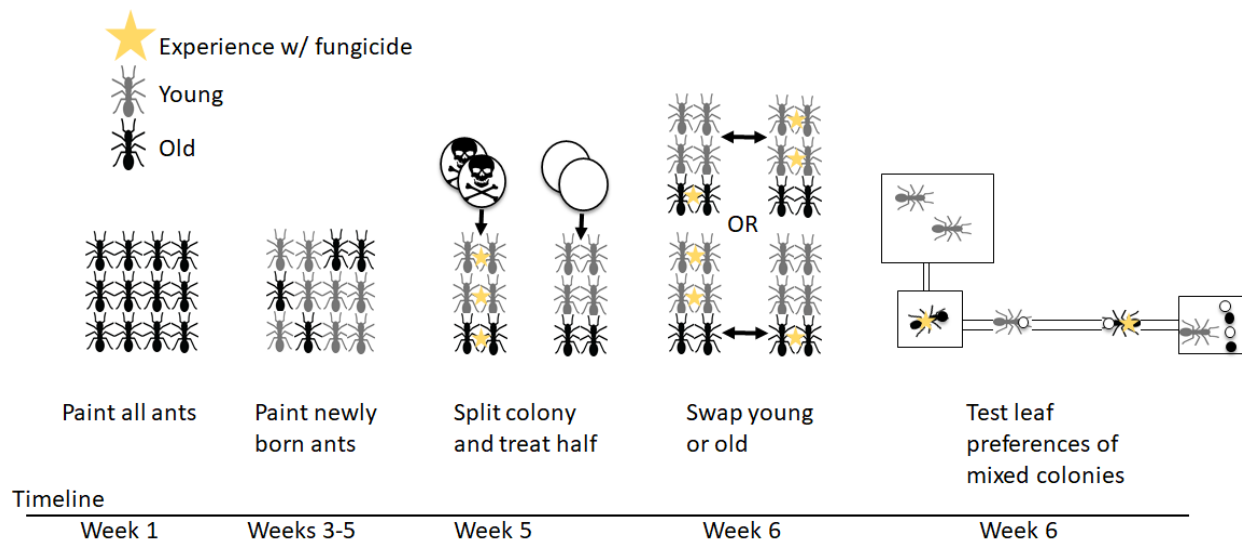 Experience w/ fungicide
Young
Old
OR
Paint all ants
Paint newly
born ants
Split colony
and treat half
Swap young
or old
Test leaf
preferences of
mixed colonies
Timeline
Week 1
Weeks 3-5
Week 5
Week 6
Week 6